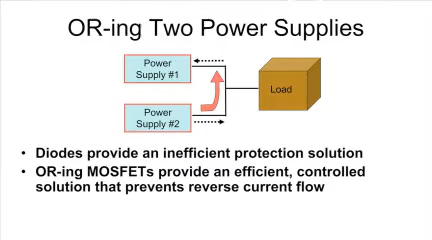 OR-ing Two Power Supplies
Power
Supply #1
Load
Power
Supply #2
• Diodes provide an inefficient protection solution
• OR-ing MOSFETs provide an efficient, controlled
solution that prevents reverse current flow